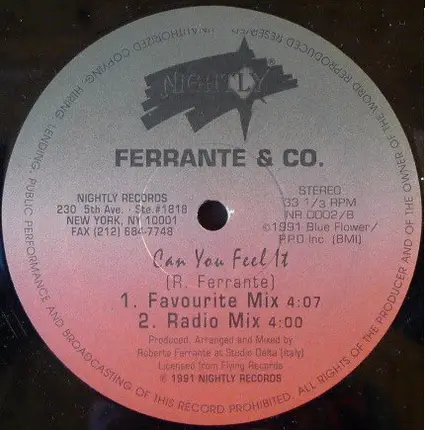 UNAUTHORIZED COPYING, HIRING, LENDING, PUBLIC PERFORMANCE AND BROADCASTING OF THIS RECORD PROHIBITED. ALL RIGHTS OF THE PRODUCER AND OF THE OWNER OF THE WORD REPRODUCED RESERVED
NIGHTLY
FERRANTE & CO.
NIGHTLY RECORDS
230 5th Ave. - Ste.#1818
NEW YORK, NY 10001
FAX (212) 684-7748
STEREO
33 1/3 RPM
NR 0002/B
©1991 Blue Flower/
P.P.D Inc (BMI)
Can You Feel It
(R. Ferrante)
1. Favourite Mix 4:07
2. Radio Mix 4:00
Produced, Arranged and Mixed by
Roberto Ferrante at Studio Delta (Italy)
Licensed from Flying Records
℗ 1991 NIGHTLY RECORDS